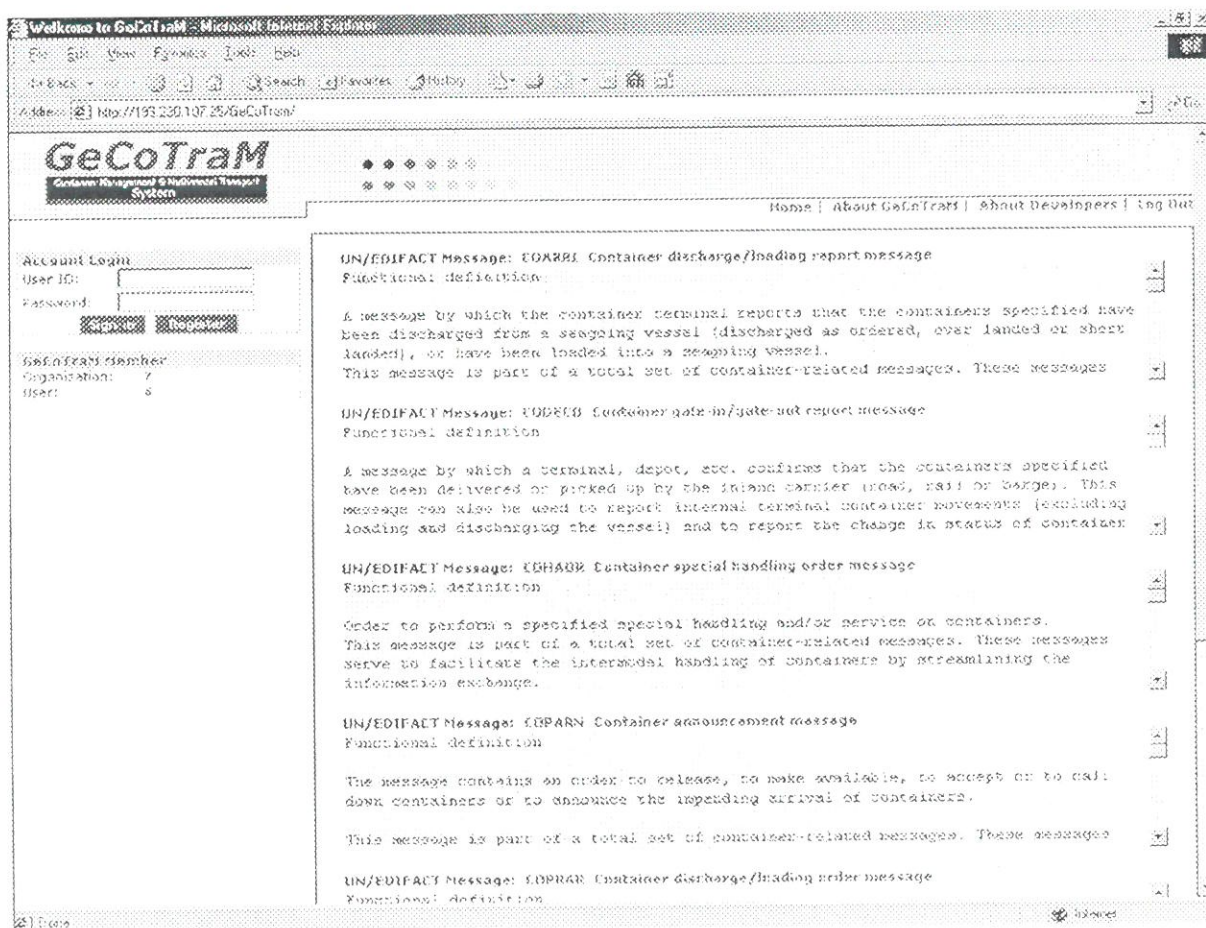 Welcome to GeCoTraM - Microsoft Internet Explorer
File Edit View Favorites Tools Help
Back Search Favorites History
Address http://193.230.107.25/GeCoTram/ Go
GeCoTraM
Container Management & Multimodal Transport
System
Home | About GeCoTraM | About Developers | Log Out
Account Login
User ID:
Password:
Sign In Register
GeCoTraM Member
Organization: 7
User: 6
UN/EDIFACT Message: COARRI Container discharge/loading report message
Functional definition
A message by which the container terminal reports that the containers specified have
been discharged from a seagoing vessel (discharged as ordered, over landed or short
landed), or have been loaded into a seagoing vessel.
This message is part of a total set of container-related messages. These messages
UN/EDIFACT Message: CODECO Container gate-in/gate-out report message
Functional definition
A message by which a terminal, depot, etc. confirms that the containers specified
have been delivered or picked up by the inland carrier (road, rail or barge). This
message can also be used to report internal terminal container movements (excluding
loading and discharging the vessel) and to report the change in status of container
UN/EDIFACT Message: COHAOR Container special handling order message
Functional definition
Order to perform a specified special handling and/or service on containers.
This message is part of a total set of container-related messages. These messages
serve to facilitate the intermodal handling of containers by streamlining the
information exchange.
UN/EDIFACT Message: COPARN Container announcement message
Functional definition
The message contains an order to release, to make available, to accept or to call
down containers or to announce the impending arrival of containers.
This message is part of a total set of container-related messages. These messages
UN/EDIFACT Message: COPRAR Container discharge/loading order message
Functional definition
Done Internet